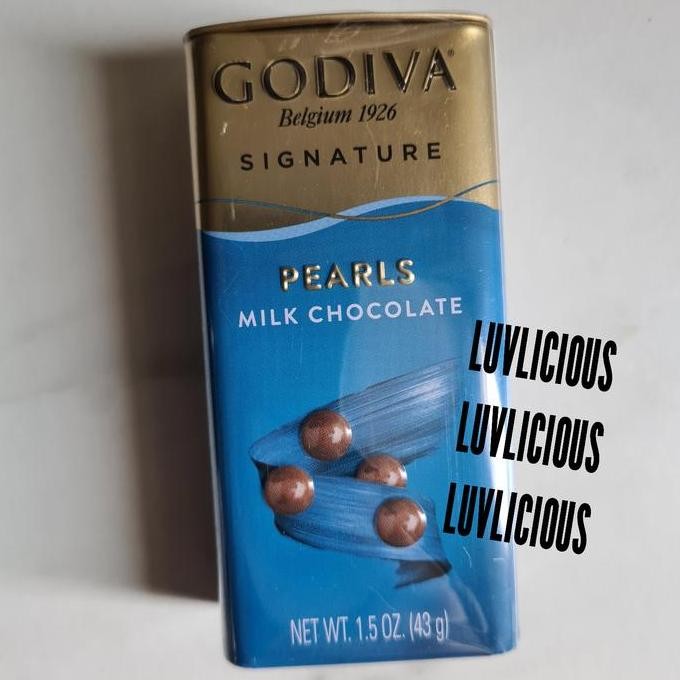 GODIVA®
Belgium 1926
SIGNATURE
PEARLS
MILK CHOCOLATE
LUVLICIOUS
LUVLICIOUS
LUVLICIOUS
NET WT. 1.5 OZ. (43 g)